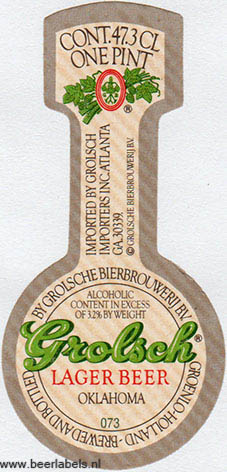 CONT. 47.3 CL
ONE PINT
®
IMPORTED BY GROLSCH
IMPORTERS INC. ATLANTA
GA. 30339.
© GROLSCHE BIERBROUWERIJ B.V.
BREWED AND BOTTLED BY GROLSCHE BIERBROUWERIJ B.V. GROENLO-HOLLAND-
ALCOHOLIC
CONTENT IN EXCESS
OF 3.2% BY WEIGHT
Grolsch®
LAGER BEER
OKLAHOMA
073
© www.beerlabels.nl